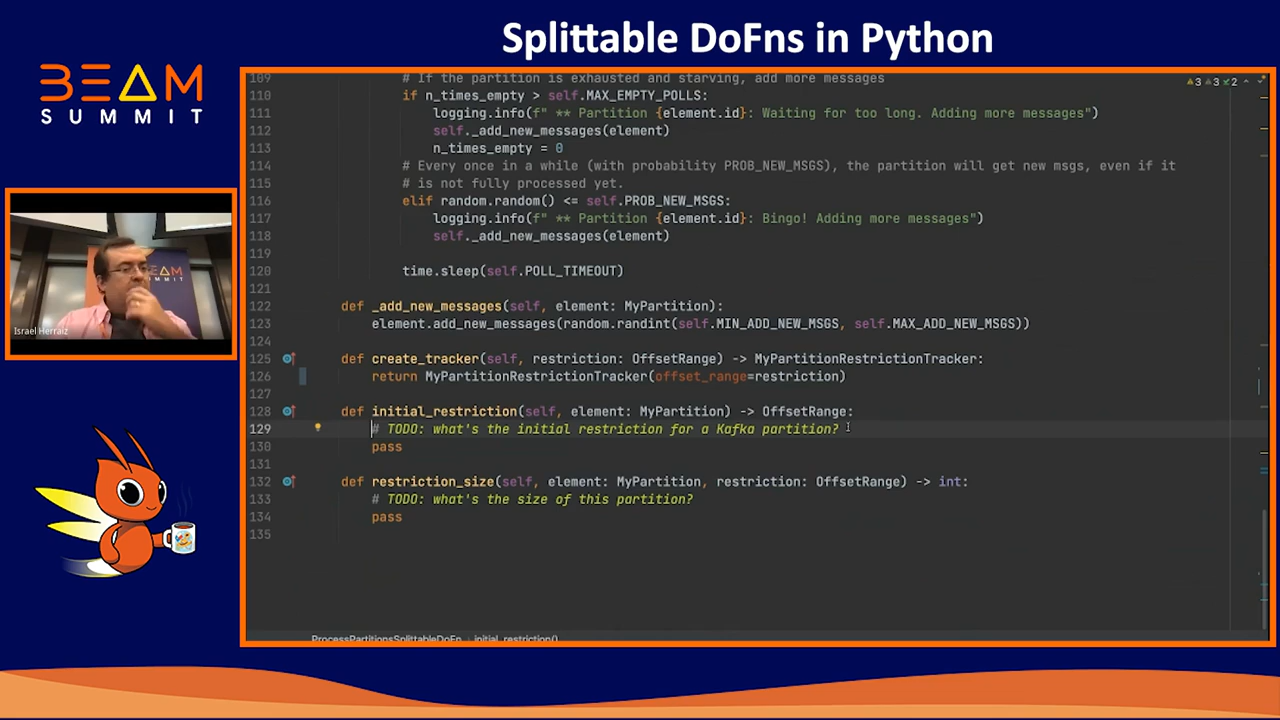 Splittable DoFns in Python
BEAM
SUMMIT
109 # If the partition is exhausted and starving, add more messages
110 if n_times_empty > self.MAX_EMPTY_POLLS:
111 logging.info(f" ** Partition {element.id}: Waiting for too long. Adding more messages")
112 self._add_new_messages(element)
113 n_times_empty = 0
114 # Every once in a while (with probability PROB_NEW_MSGS), the partition will get new msgs, even if it
115 # is not fully processed yet.
116 elif random.random() <= self.PROB_NEW_MSGS:
117 logging.info(f" ** Partition {element.id}: Bingo! Adding more messages")
118 self._add_new_messages(element)
119
120 time.sleep(self.POLL_TIMEOUT)
121
122 def _add_new_messages(self, element: MyPartition):
123 element.add_new_messages(random.randint(self.MIN_ADD_NEW_MSGS, self.MAX_ADD_NEW_MSGS))
124
125 def create_tracker(self, restriction: OffsetRange) -> MyPartitionRestrictionTracker:
126 return MyPartitionRestrictionTracker(offset_range=restriction)
127
128 def initial_restriction(self, element: MyPartition) -> OffsetRange:
129 # TODO: what's the initial restriction for a Kafka partition?
130 pass
131
132 def restriction_size(self, element: MyPartition, restriction: OffsetRange) -> int:
133 # TODO: what's the size of this partition?
134 pass
135
3 3 2
ProcessPartitionsSplittableDoFn initial_restriction()
BEAM
SUMMIT
Israel Herraiz